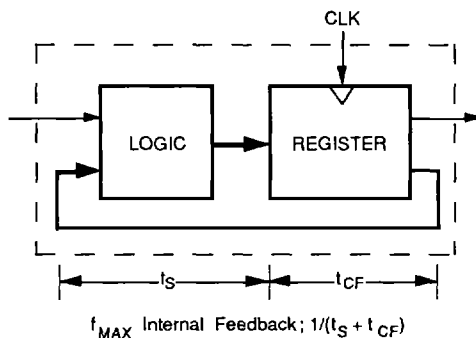 CLK
LOGIC
REGISTER
tS
tCF
fMAX Internal Feedback; 1/(tS + tCF)